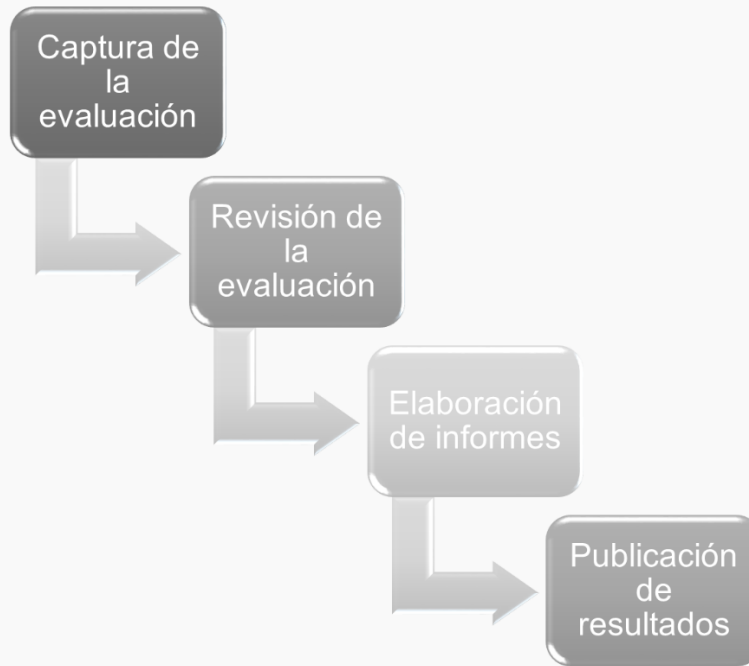 Captura de
la
evaluación
Revisión de
la
evaluación
Elaboración
de informes
Publicación
de
resultados